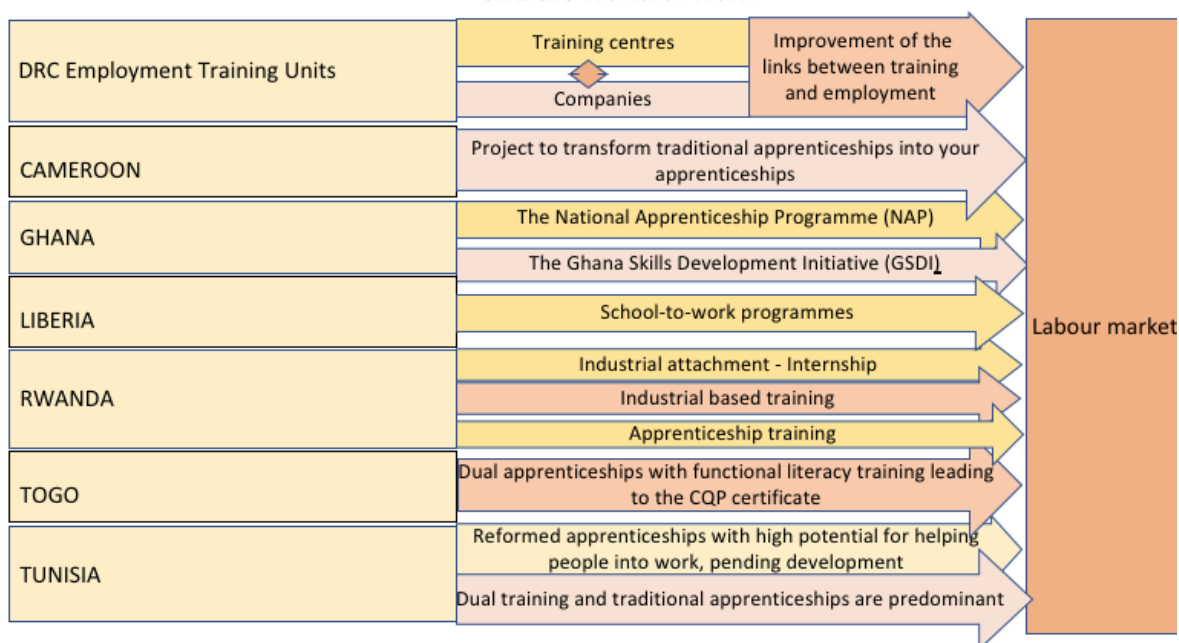 DRC Employment Training Units
Training centres
Companies
Improvement of the
links between training
and employment
CAMEROON
Project to transform traditional apprenticeships into your
apprenticeships
GHANA
The National Apprenticeship Programme (NAP)
The Ghana Skills Development Initiative (GSDI)
LIBERIA
School-to-work programmes
RWANDA
Industrial attachment - Internship
Industrial based training
Apprenticeship training
TOGO
Dual apprenticeships with functional literacy training leading
to the CQP certificate
TUNISIA
Reformed apprenticeships with high potential for helping
people into work, pending development
Dual training and traditional apprenticeships are predominant
Labour market